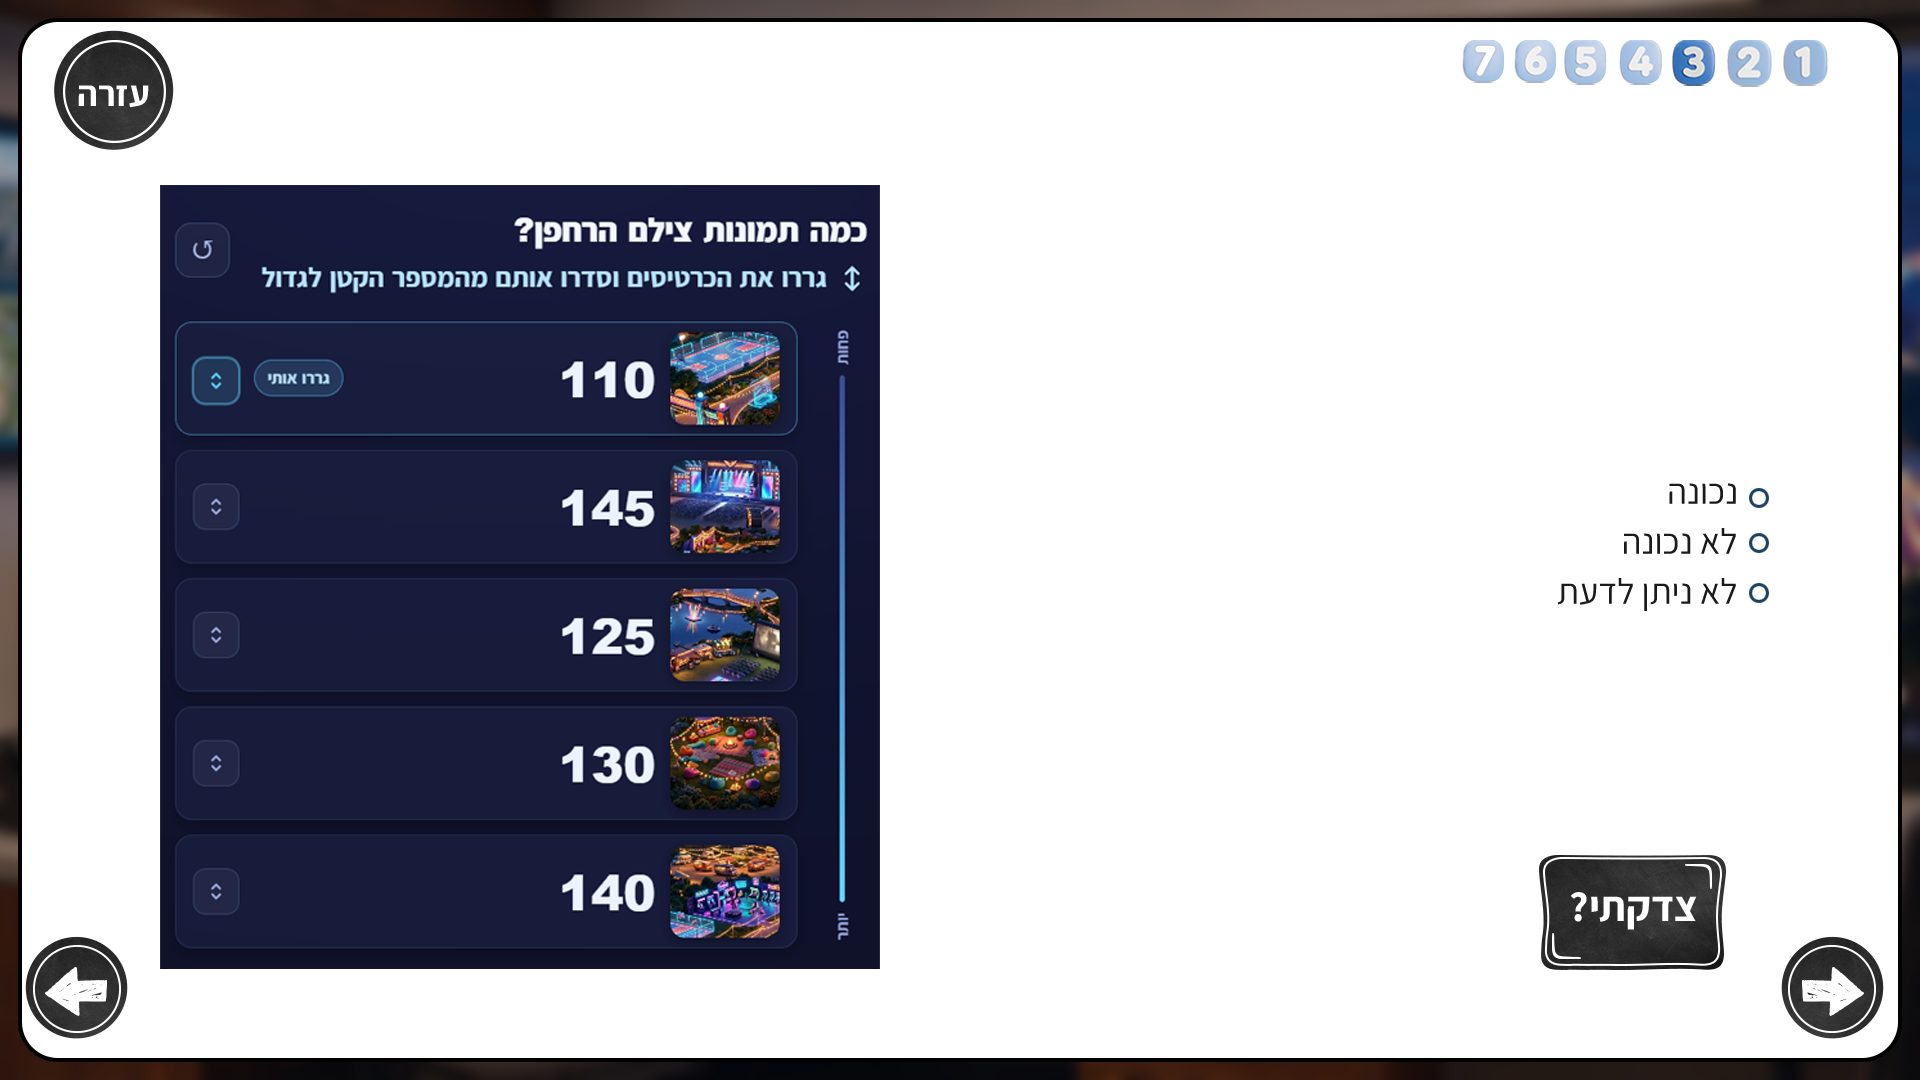 עזרה
7 6 5 4 3 2 1
כמה תמונות צילם הרחפן?
גררו את הכרטיסים וסדרו אותם מהמספר הקטן לגדול
פחות
110
גררו אותי
145
125
130
140
יותר
נכונה
לא נכונה
לא ניתן לדעת
צדקתי?